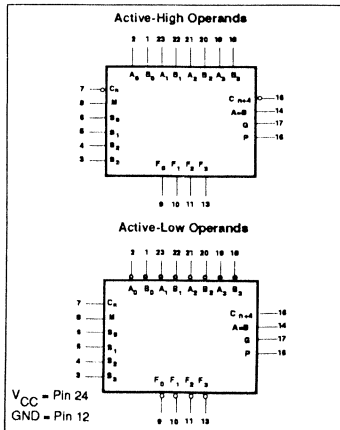 Active-High Operands
2 1 23 22 21 20 19 18
A0 B0 A1 B1 A2 B2 A3 B3
7 Cn Cn+4 16
8 M A=B 14
6 S0 G 17
5 S1 P 15
4 S2
3 S3
F0 F1 F2 F3
9 10 11 13
Active-Low Operands
2 1 23 22 21 20 19 18
A0 B0 A1 B1 A2 B2 A3 B3
7 Cn Cn+4 16
8 M A=B 14
6 S0 G 17
5 S1 P 15
4 S2
3 S3
F0 F1 F2 F3
9 10 11 13
VCC = Pin 24
GND = Pin 12